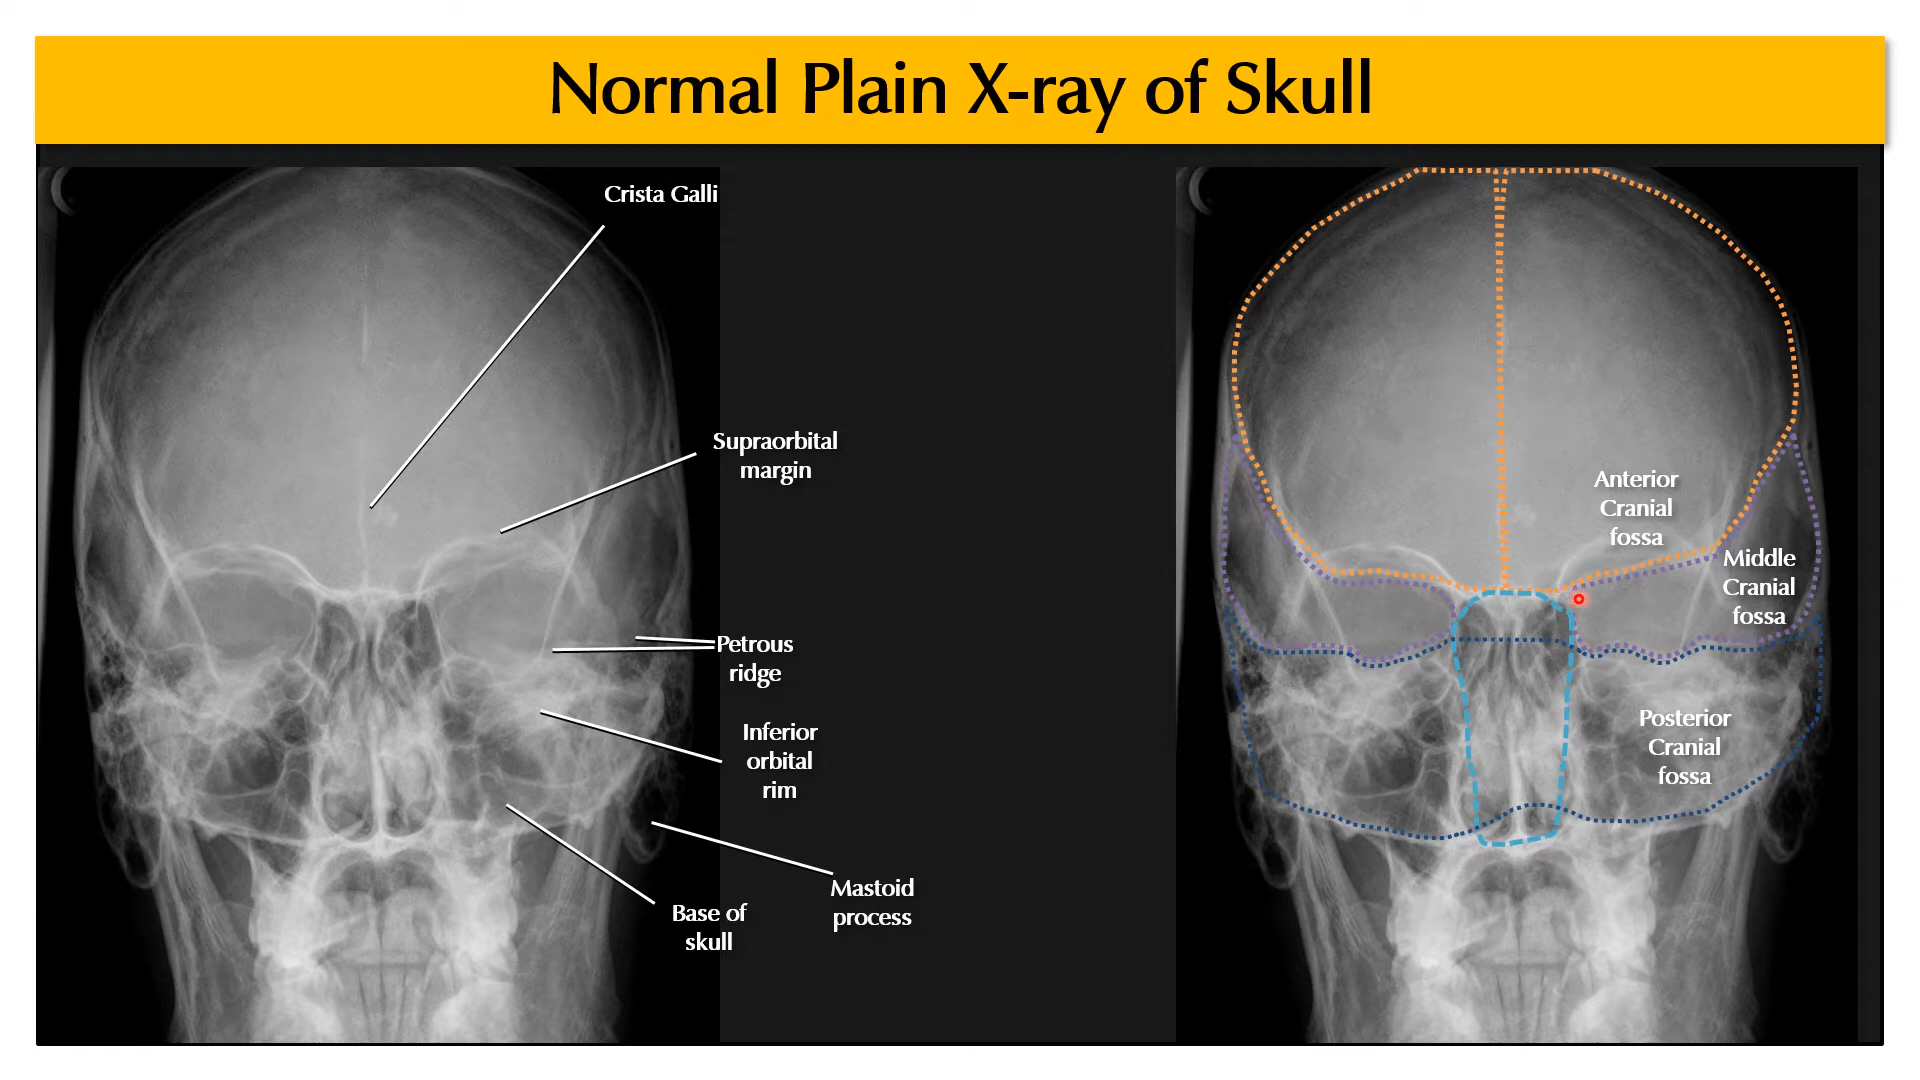 Normal Plain X-ray of Skull
Crista Galli
Supraorbital
margin
Petrous
ridge
Inferior
orbital
rim
Mastoid
process
Base of
skull
Anterior
Cranial
fossa
Middle
Cranial
fossa
Posterior
Cranial
fossa